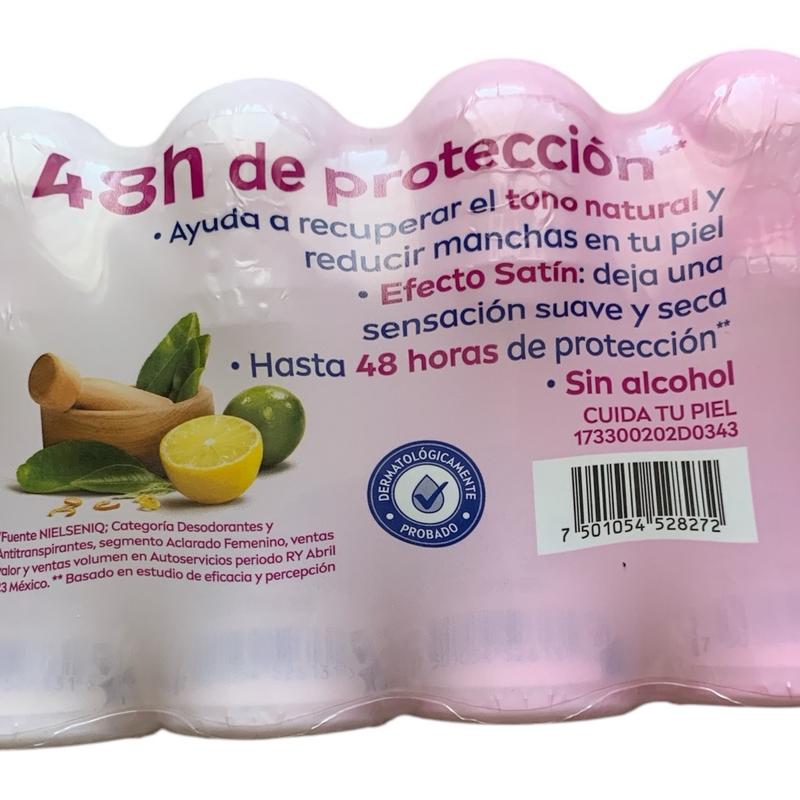 48h de protección**
• Ayuda a recuperar el tono natural y
reducir manchas en tu piel
• Efecto Satín: deja una
sensación suave y seca
• Hasta 48 horas de protección**
• Sin alcohol
CUIDA TU PIEL
173300202D0343
DERMATOLÓGICAMENTE
• PROBADO •
7 501054 528272
*Fuente NIELSENIQ; Categoría Desodorantes y
Antitranspirantes, segmento Aclarado Femenino, ventas
valor y ventas volumen en Autoservicios periodo RY Abril
23 México. ** Basado en estudio de eficacia y percepción